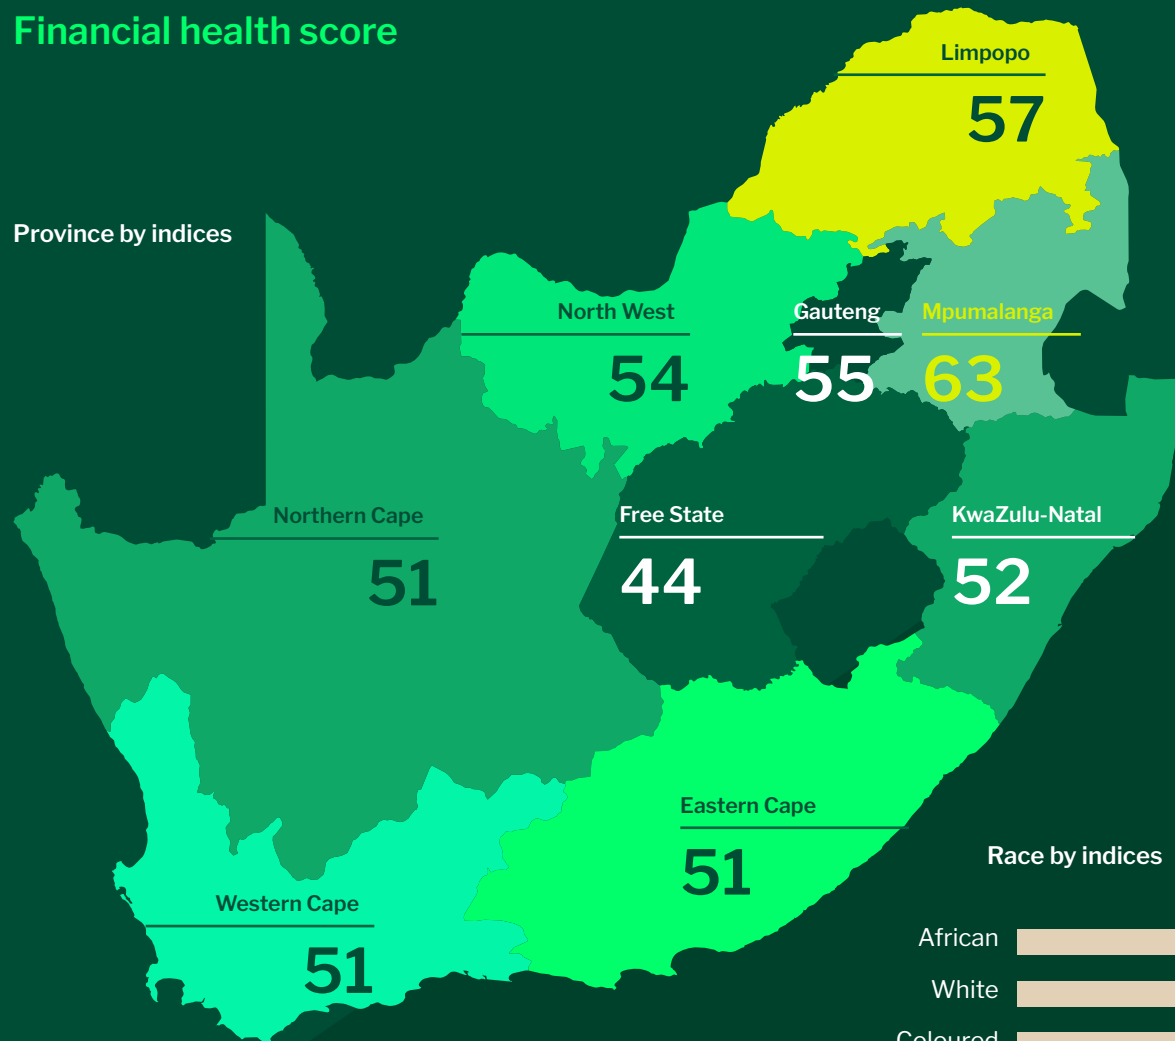 Financial health score
Limpopo
57
Province by indices
North West
54
Gauteng
55
Mpumalanga
63
Northern Cape
51
Free State
44
KwaZulu-Natal
52
Eastern Cape
51
Western Cape
51
Race by indices
African
White
Coloured